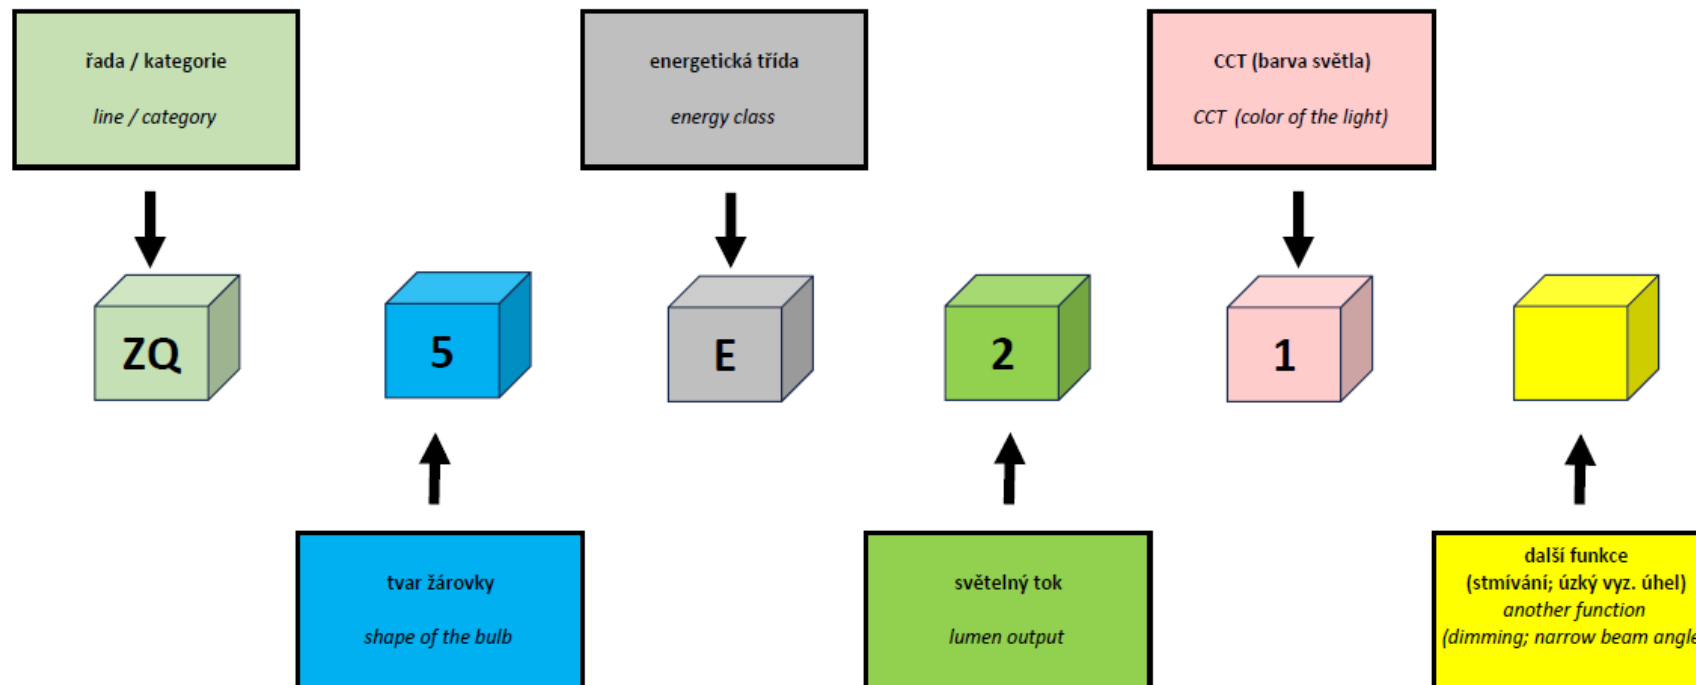 řada / kategorie
line / category
energetická třída
energy class
CCT (barva světla)
CCT (color of the light)
ZQ
5
E
2
1
tvar žárovky
shape of the bulb
světelný tok
lumen output
další funkce
(stmívání; úzký vyz. úhel)
another function
(dimming; narrow beam angle